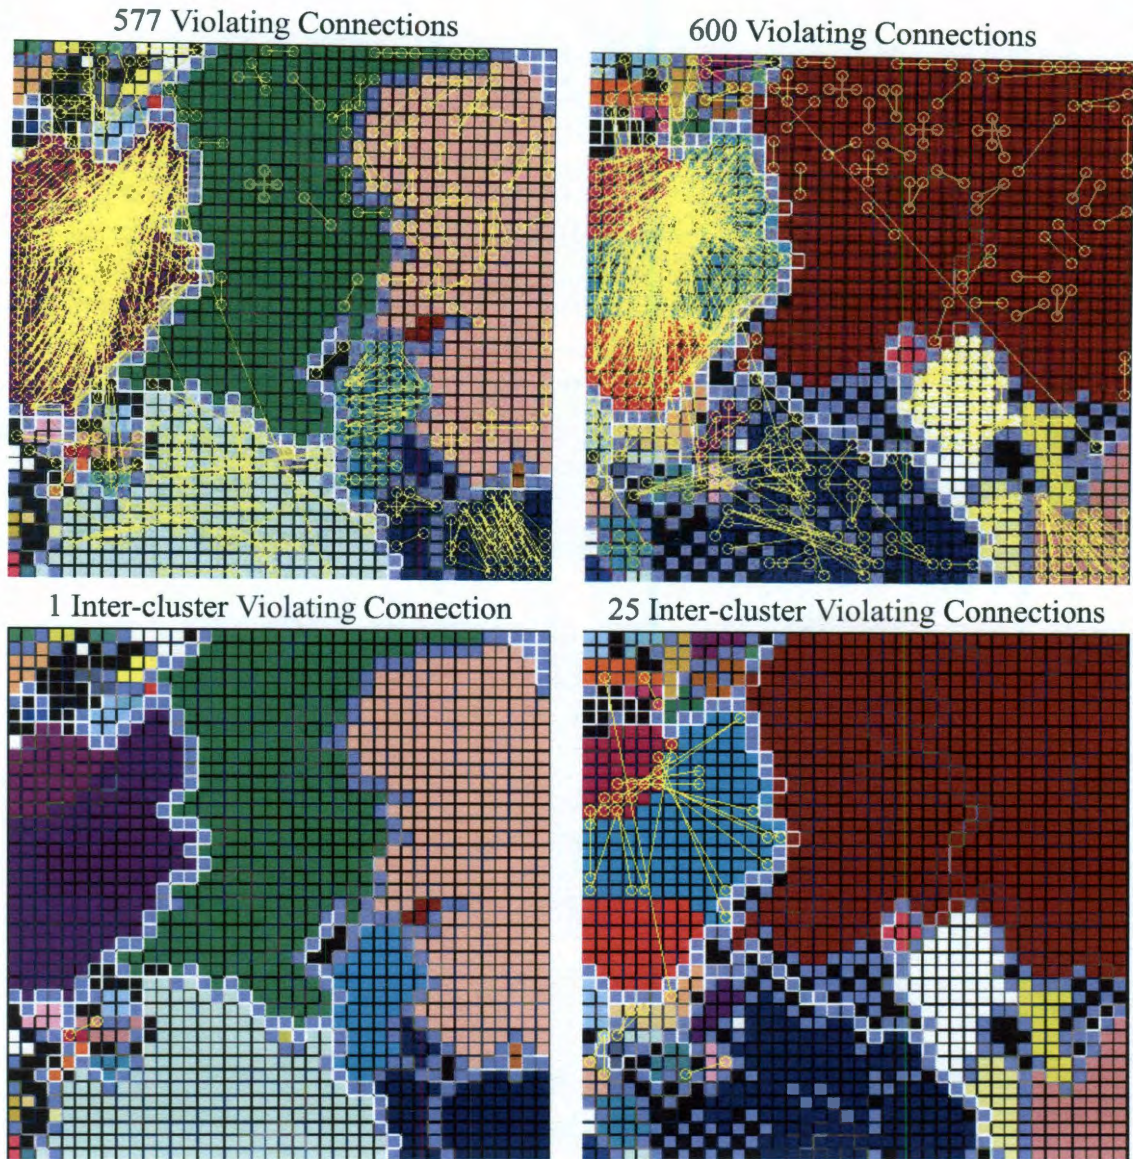 577 Violating Connections
600 Violating Connections
1 Inter-cluster Violating Connection
25 Inter-cluster Violating Connections